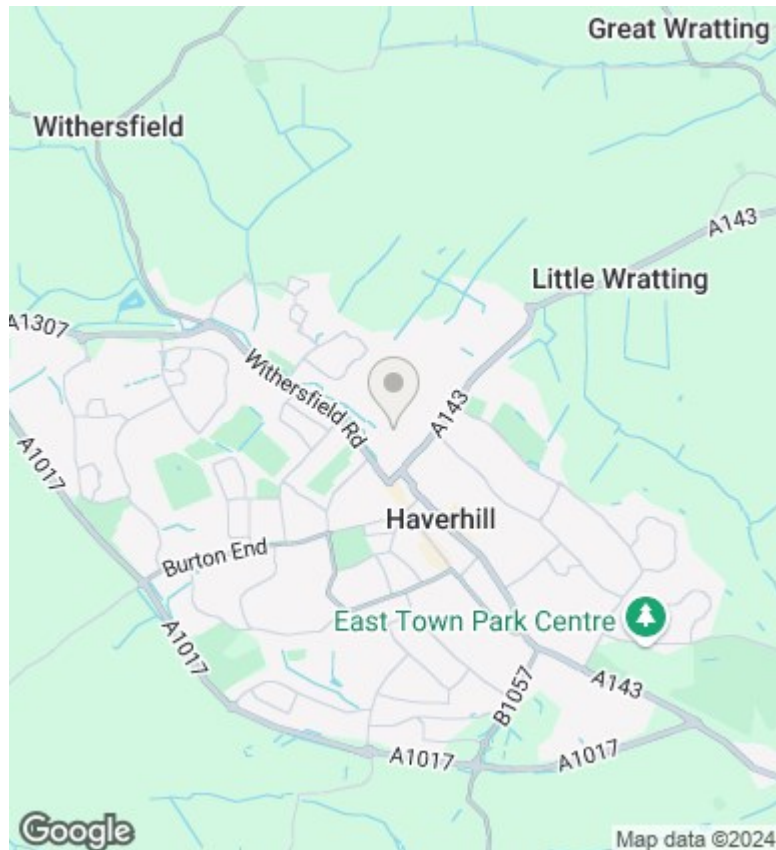 Great Wratting
Withersfield
A143
Little Wratting
A1307
Withersfield Rd
A143
A1017
Haverhill
Burton End
East Town Park Centre
A1017
A143
B1057
A1017
A1017
Google
Map data ©2024